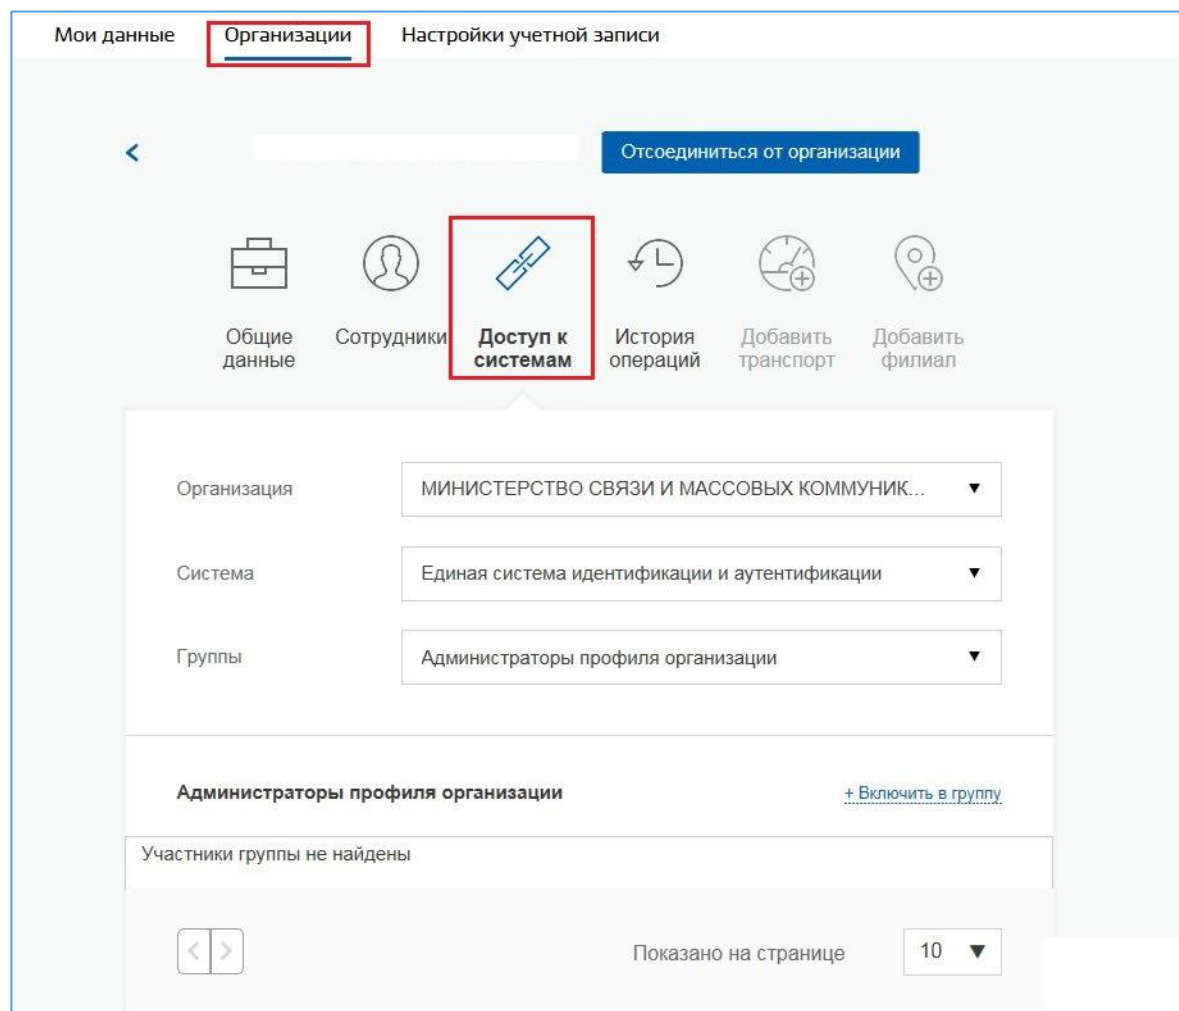 Мои данные Организации Настройки учетной записи
Отсоединиться от организации
Общие данные
Сотрудники
Доступк системам
История операций
Добавить транспорт
Добавить филиал
Организация МИНИСТЕРСТВО СВЯЗИ И МАССОВЫХ КОММУНИК...
Система Единая система идентификации и аутентификации
Группы Администраторы профиля организации
Администраторы профиля организации + Включить в группу
Участники группы не найдены
Показано на странице 10